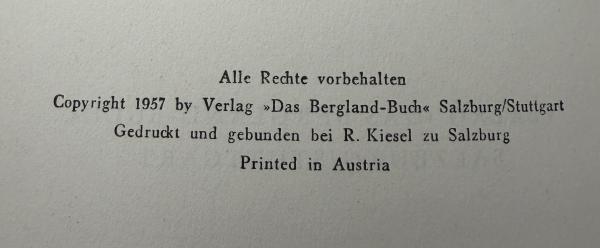 Alle Rechte vorbehalten
Copyright 1957 by Verlag »Das Bergland-Buch« Salzburg/Stuttgart
Gedruckt und gebunden bei R. Kiesel zu Salzburg
Printed in Austria